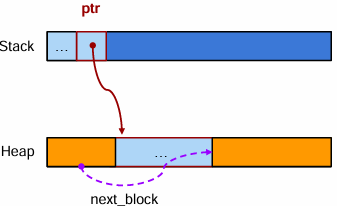 ptr
Stack
...
Heap
...
next_block